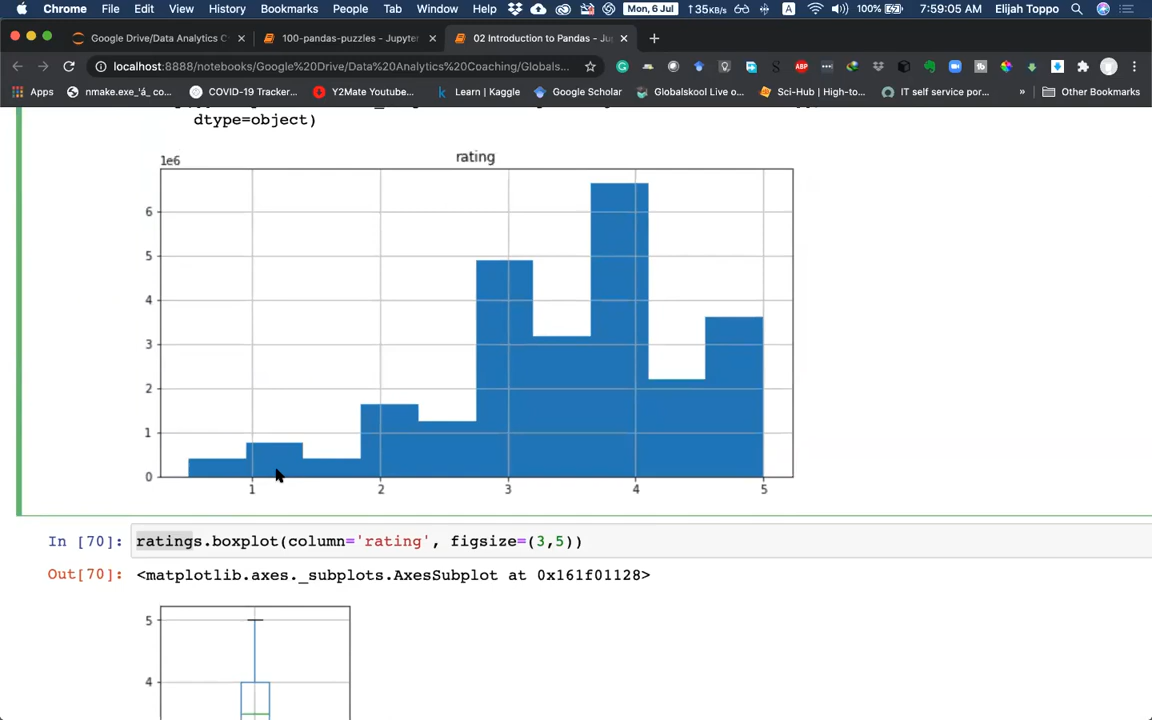 Chrome File Edit View History Bookmarks People Tab Window Help Mon, 6 Jul ↑35KB/s A 100% 7:59:05 AM Elijah Toppo
Google Drive/Data Analytics C × 100-pandas-puzzles - Jupyter × 02 Introduction to Pandas - Ju × +
localhost:8888/notebooks/Google%20Drive/Data%20Analytics%20Coaching/Globals... ABP
Apps nmake.exe_'á_co... COVID-19 Tracker... Y2Mate Youtube... Learn | Kaggle Google Scholar Globalskool Live o... Sci-Hub | High-to... IT self service por... » Other Bookmarks
dtype=object)
1e6
rating
6
5
4
3
2
1
0
1 2 3 4 5
In [70]: ratings.boxplot(column='rating', figsize=(3,5))
Out[70]: <matplotlib.axes._subplots.AxesSubplot at 0x161f01128>
5
4